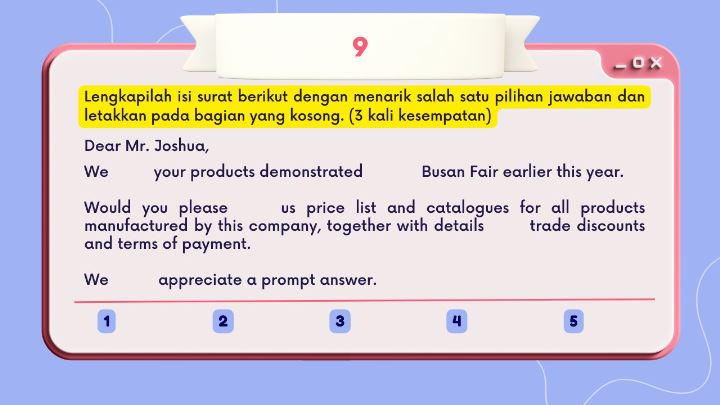 9
Lengkapilah isi surat berikut dengan menarik salah satu pilihan jawaban dan
letakkan pada bagian yang kosong. (3 kali kesempatan)
Dear Mr. Joshua,
We your products demonstrated Busan Fair earlier this year.
Would you please us price list and catalogues for all products
manufactured by this company, together with details trade discounts
and terms of payment.
We appreciate a prompt answer.
1 2 3 4 5